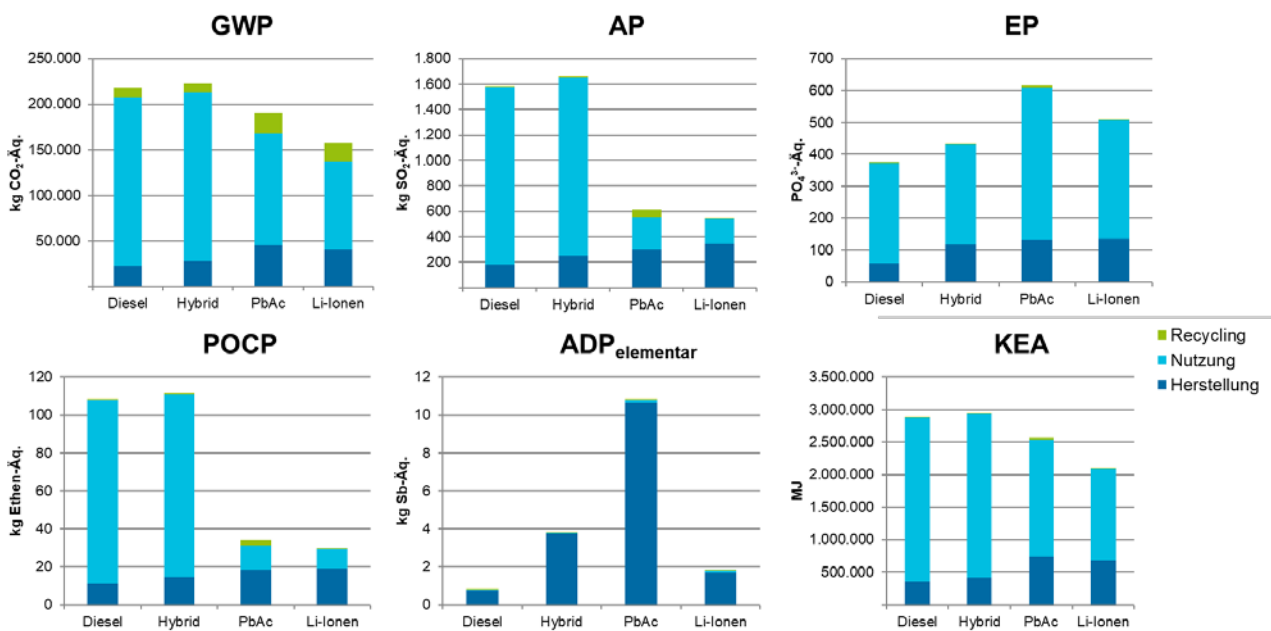 GWP
kg CO₂-Äq.
250.000
200.000
150.000
100.000
50.000
Diesel Hybrid PbAc Li-Ionen
AP
kg SO₂-Äq.
1.800
1.600
1.400
1.200
1.000
800
600
400
200
Diesel Hybrid PbAc Li-Ionen
EP
PO₄³⁻-Äq.
700
600
500
400
300
200
100
0
Diesel Hybrid PbAc Li-Ionen
POCP
kg Ethen-Äq.
120
100
80
60
40
20
0
Diesel Hybrid PbAc Li-Ionen
ADP elementar
kg Sb-Äq.
12
10
8
6
4
2
0
Diesel Hybrid PbAc Li-Ionen
KEA
MJ
3.500.000
3.000.000
2.500.000
2.000.000
1.500.000
1.000.000
500.000
Diesel Hybrid PbAc Li-Ionen
Recycling
Nutzung
Herstellung